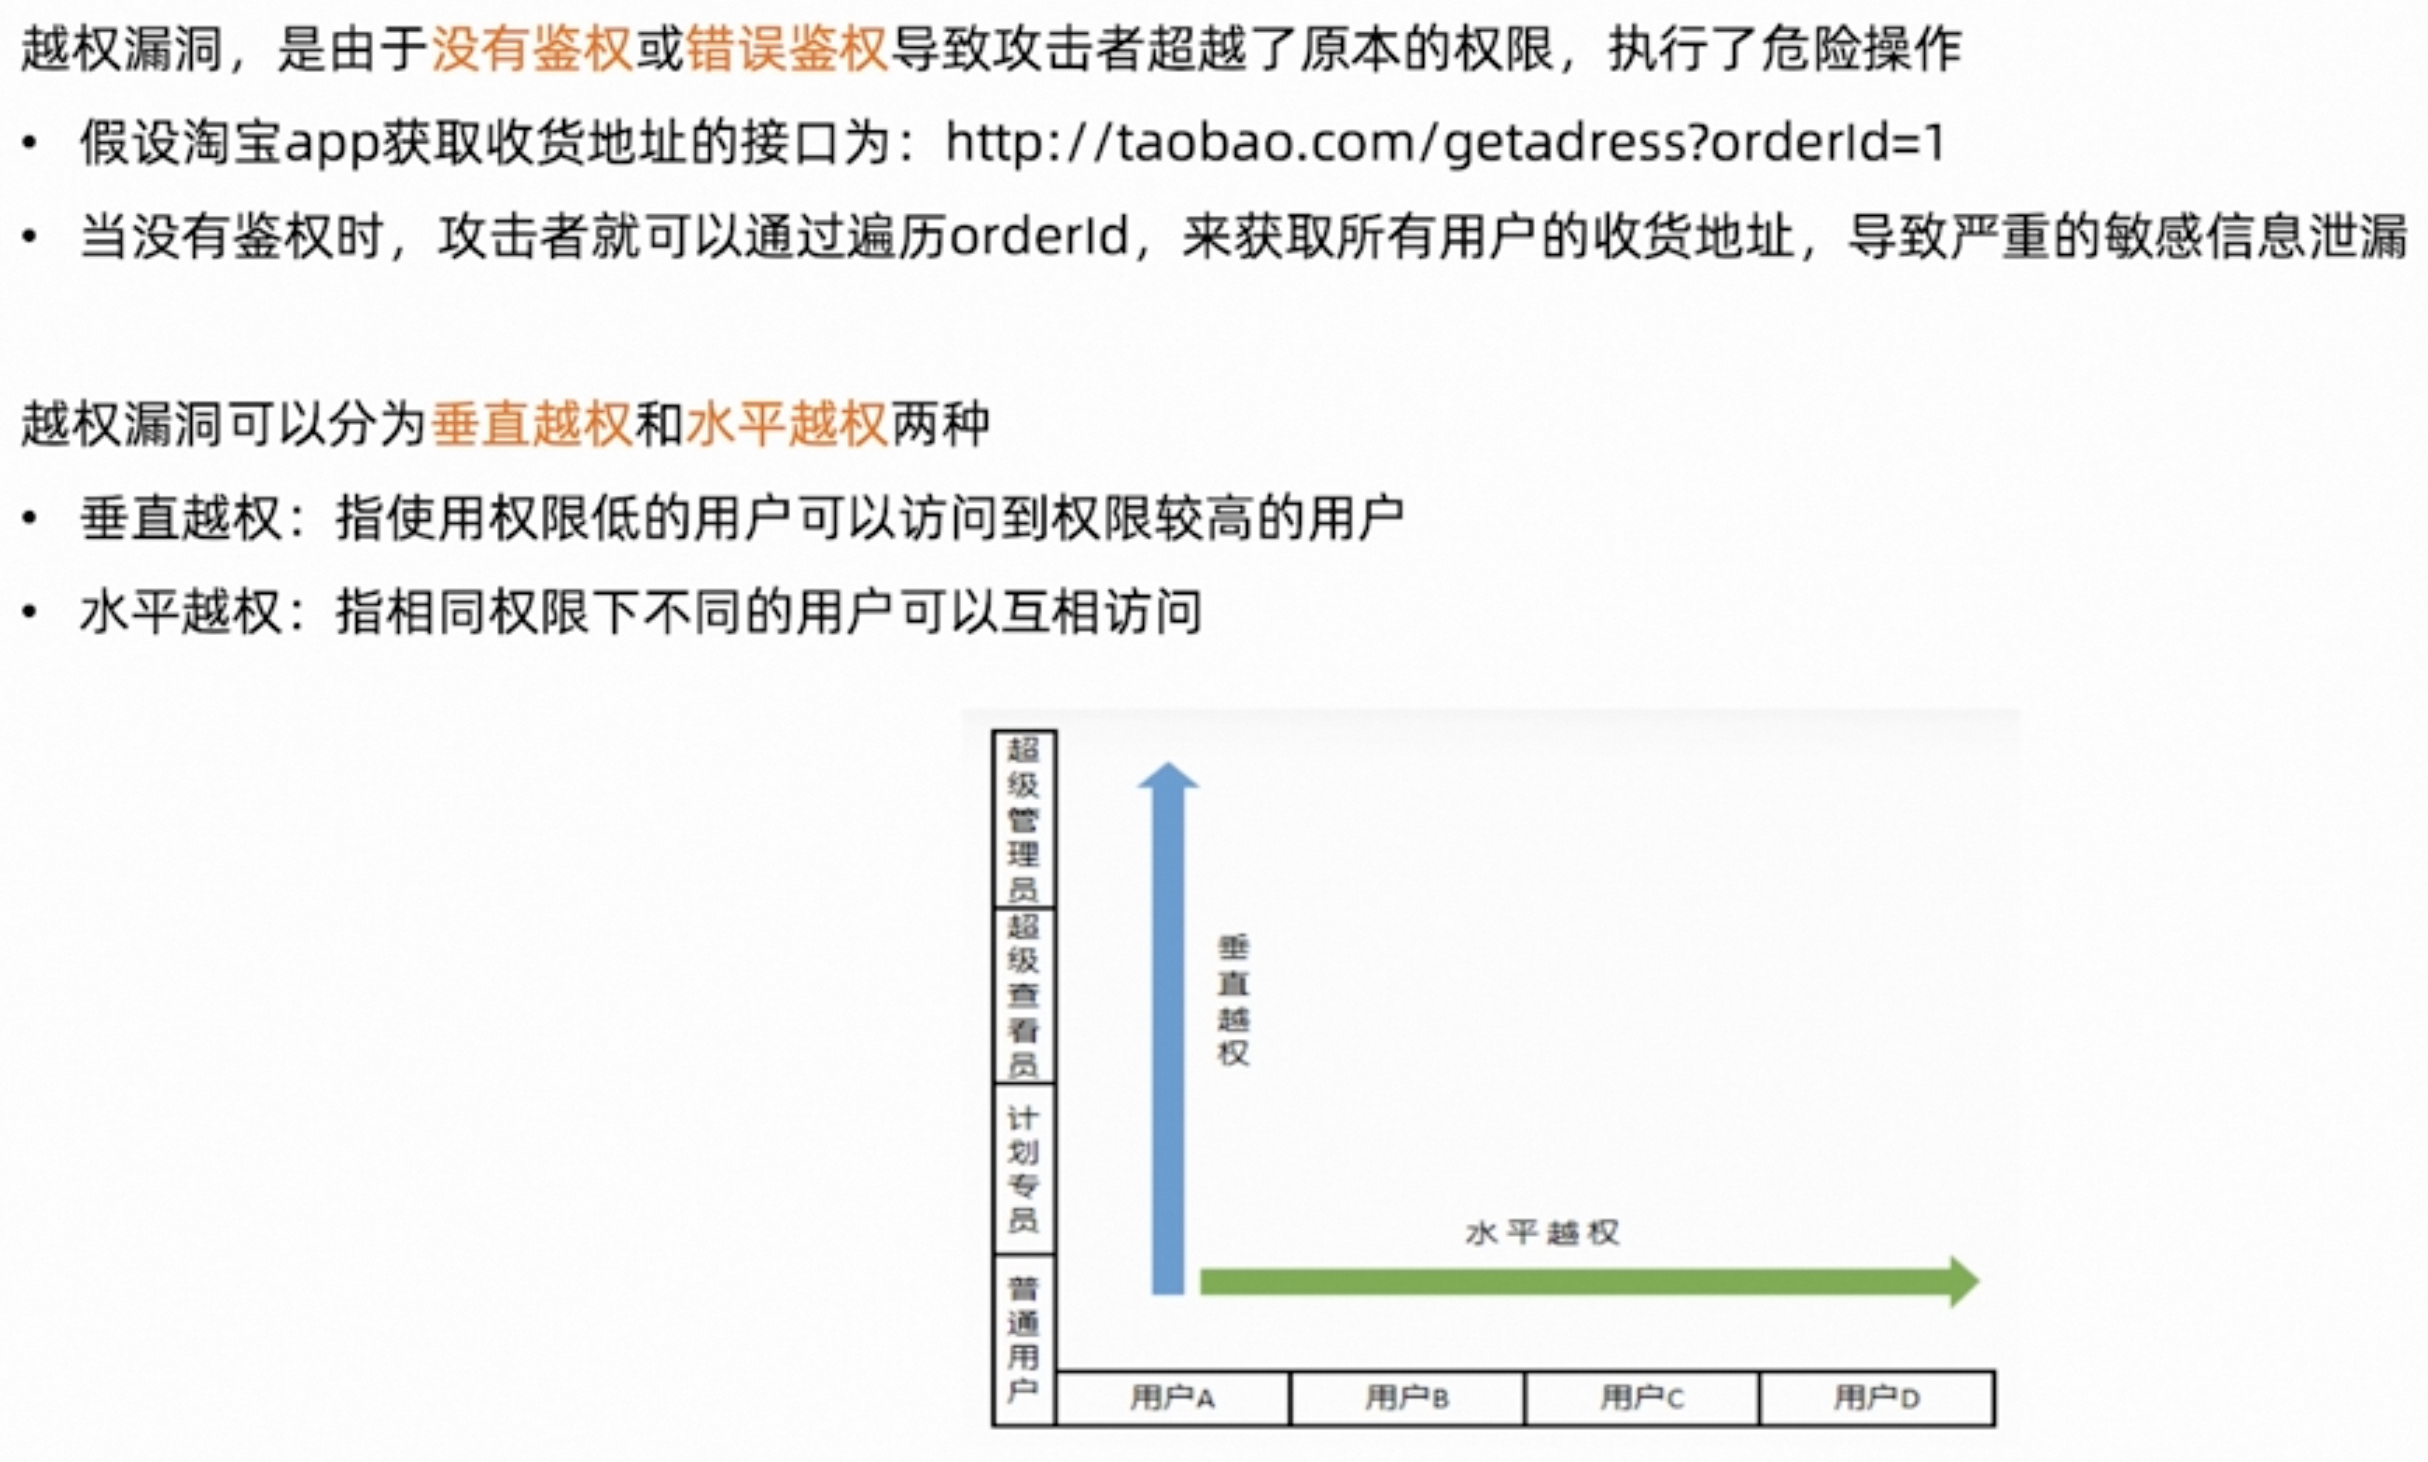 越权漏洞，是由于没有鉴权或错误鉴权导致攻击者超越了原本的权限，执行了危险操作
• 假设淘宝app获取收货地址的接口为：http://taobao.com/getadress?orderId=1
• 当没有鉴权时，攻击者就可以通过遍历orderId，来获取所有用户的收货地址，导致严重的敏感信息泄漏
越权漏洞可以分为垂直越权和水平越权两种
• 垂直越权：指使用权限低的用户可以访问到权限较高的用户
• 水平越权：指相同权限下不同的用户可以互相访问
超级管理员
超级查看员
计划专员
普通用户
垂直越权
水平越权
用户A
用户B
用户C
用户D